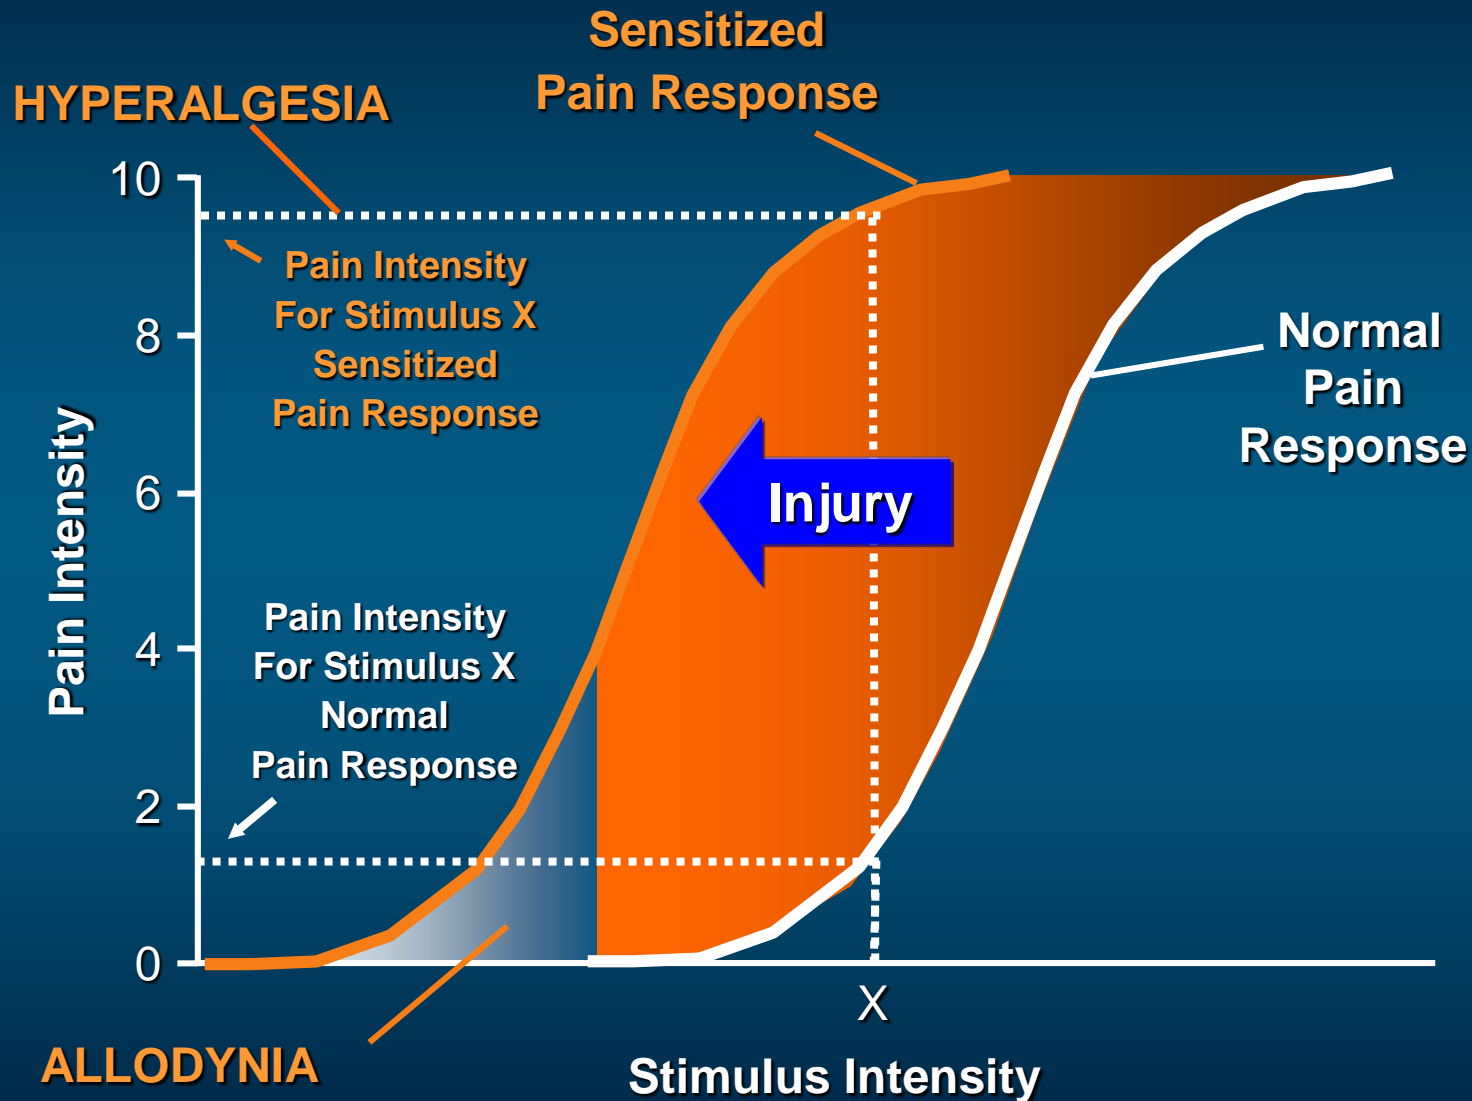 Sensitized
Pain Response
HYPERALGESIA
10
Pain Intensity
For Stimulus X
Sensitized
Pain Response
8
Normal
Pain
Response
Pain Intensity
6
Injury
4
Pain Intensity
For Stimulus X
Normal
Pain Response
2
0
X
ALLODYNIA
Stimulus Intensity